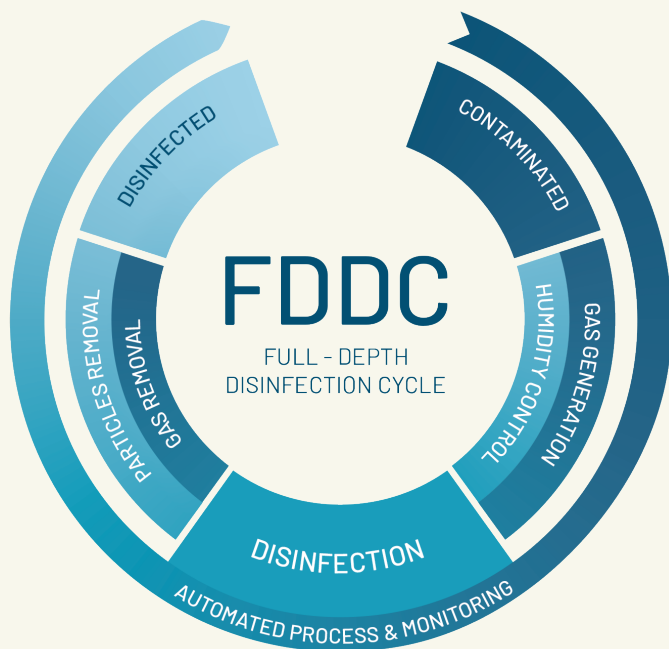 FDDC
FULL - DEPTH
DISINFECTION CYCLE
CONTAMINATED
GAS GENERATION
HUMIDITY CONTROL
DISINFECTION
GAS REMOVAL
PARTICLES REMOVAL
DISINFECTED
AUTOMATED PROCESS & MONITORING